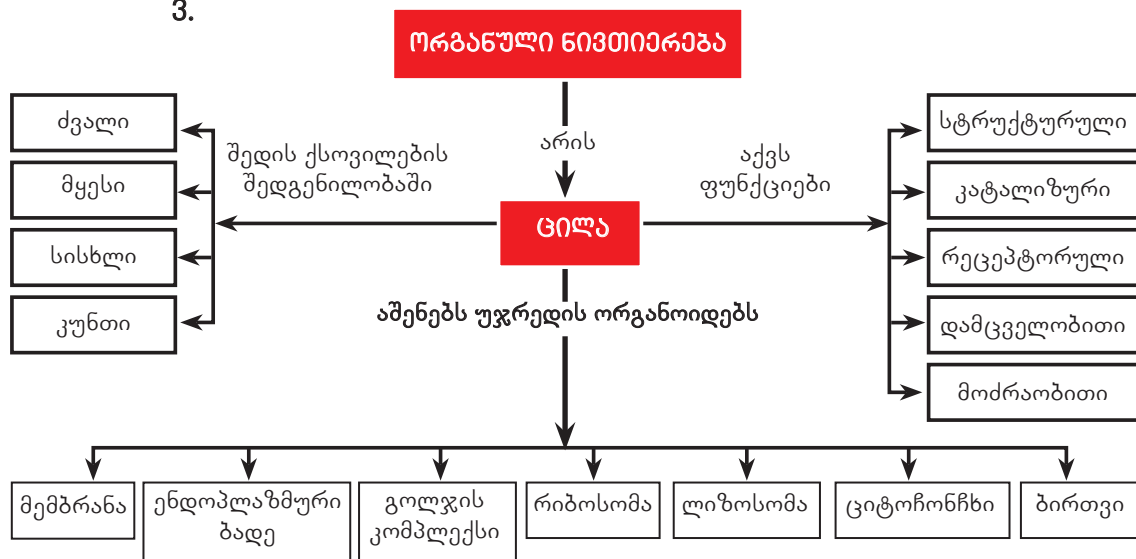 3.
ორგანული ნივთიერება
არის
ცილა
შედის ქსოვილების
შედგენილობაში
ძვალი
მყესი
სისხლი
კუნთი
აქვს
ფუნქციები
სტრუქტურული
კატალიზური
რეცეპტორული
დამცველობითი
მოძრაობითი
აშენებს უჯრედის ორგანოიდებს
მემბრანა
ენდოპლაზმური
ბადე
გოლჯის
კომპლექსი
რიბოსომა
ლიზოსომა
ციტოჩონჩხი
ბირთვი